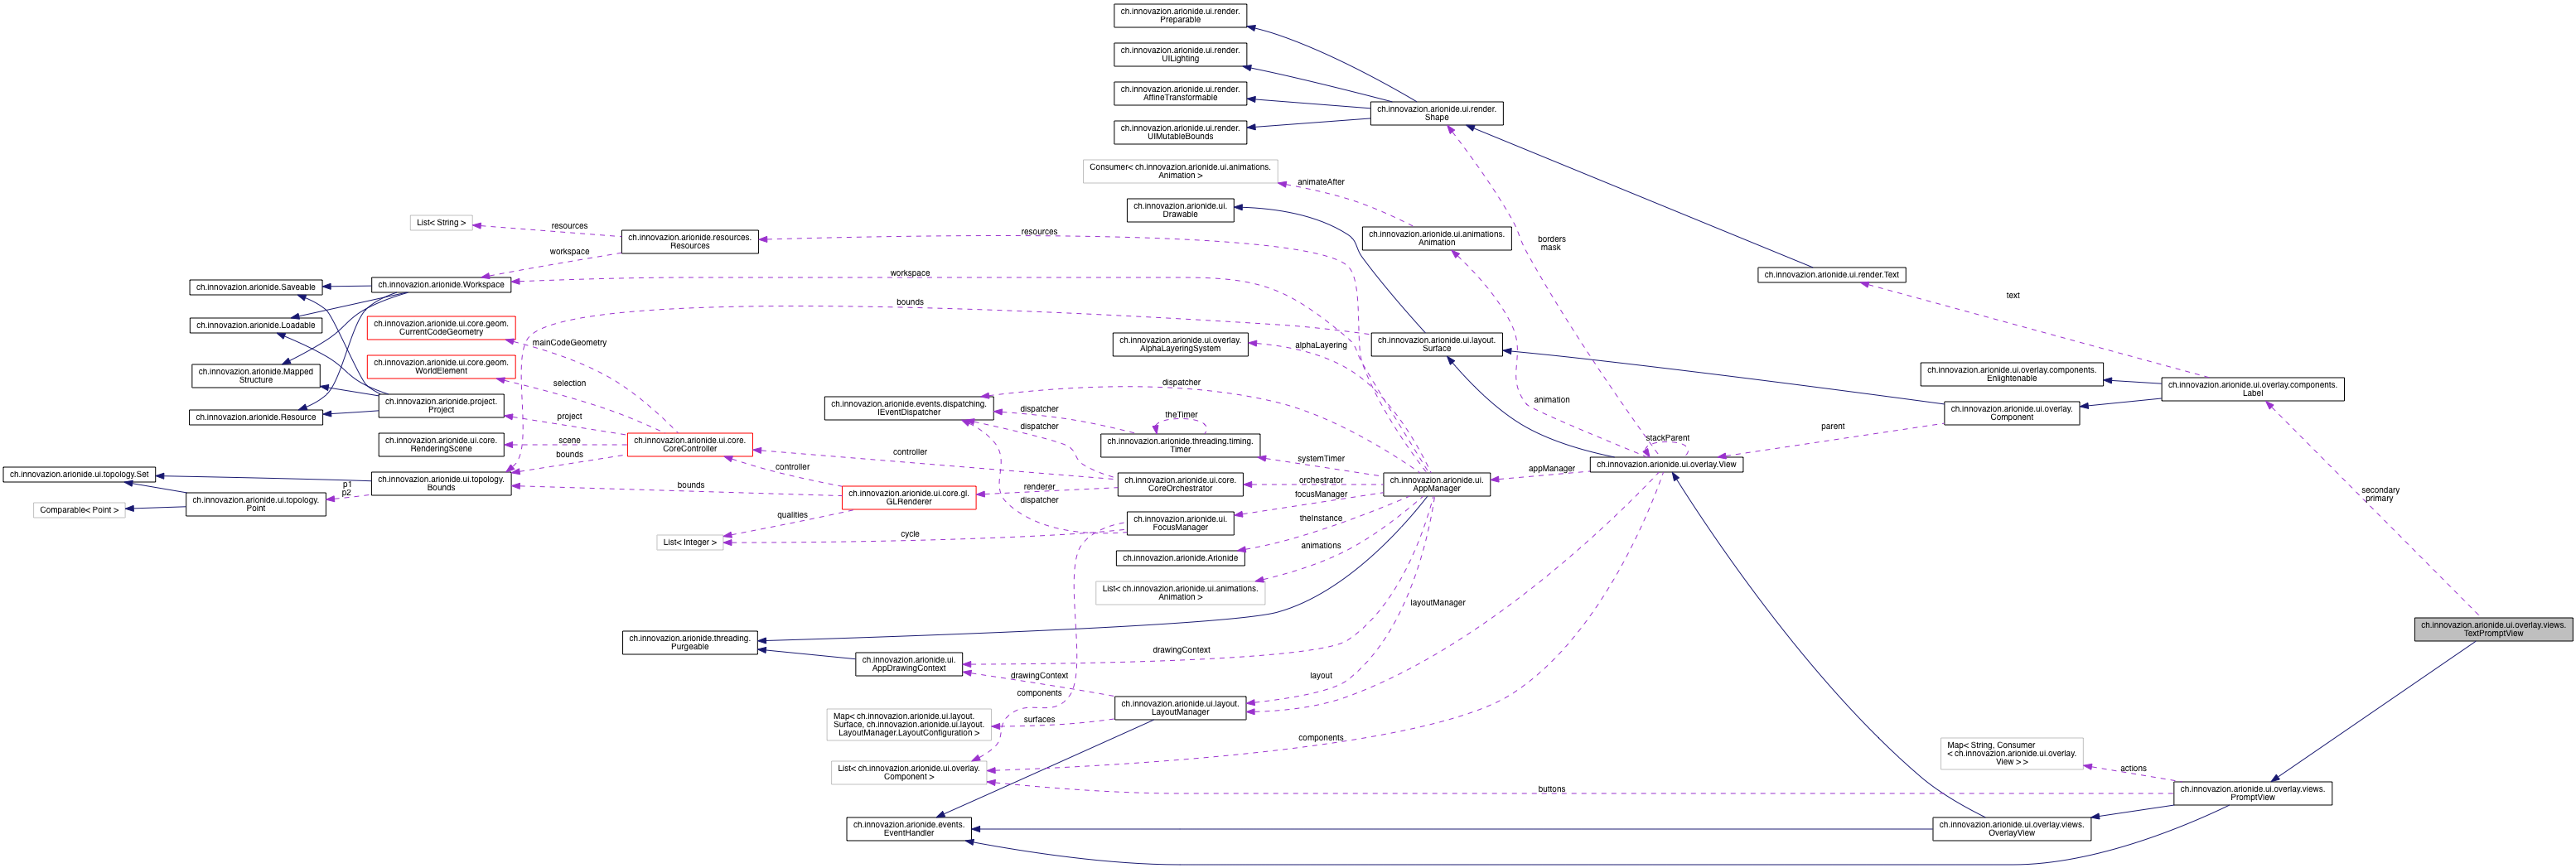 ch.innovazion.arionide.ui.render.
Preparable
ch.innovazion.arionide.ui.render.
UILighting
ch.innovazion.arionide.ui.render.
AffineTransformable
ch.innovazion.arionide.ui.render.
Shape
ch.innovazion.arionide.ui.render.
UIMutableBounds
Consumer< ch.innovazion.arionide.ui.animations.
Animation >
animateAfter
ch.innovazion.arionide.ui.
Drawable
List< String >
resources
ch.innovazion.arionide.resources.
Resources
resources
ch.innovazion.arionide.ui.animations.
Animation
borders
mask
workspace
ch.innovazion.arionide.ui.render.Text
workspace
ch.innovazion.arionide.Saveable
ch.innovazion.arionide.Workspace
bounds
text
ch.innovazion.arionide.Loadable
ch.innovazion.arionide.ui.core.geom.
CurrentCodeGeometry
mainCodeGeometry
ch.innovazion.arionide.ui.overlay.
AlphaLayeringSystem
alphaLayering
ch.innovazion.arionide.ui.layout.
Surface
ch.innovazion.arionide.ui.core.geom.
WorldElement
ch.innovazion.arionide.Mapped
Structure
selection
dispatcher
ch.innovazion.arionide.ui.overlay.components.
Enlightenable
ch.innovazion.arionide.ui.overlay.components.
Label
ch.innovazion.arionide.project.
Project
ch.innovazion.arionide.Resource
project
ch.innovazion.arionide.events.dispatching.
IEventDispatcher
dispatcher
theTimer
animation
ch.innovazion.arionide.ui.overlay.
Component
dispatcher
parent
ch.innovazion.arionide.ui.core.
RenderingScene
scene
ch.innovazion.arionide.ui.core.
CoreController
ch.innovazion.arionide.threading.timing.
Timer
stackParent
bounds
controller
controller
systemTimer
appManager
ch.innovazion.arionide.ui.overlay.View
ch.innovazion.arionide.ui.topology.Set
ch.innovazion.arionide.ui.topology.
Bounds
p1
p2
bounds
renderer
ch.innovazion.arionide.ui.core.
CoreOrchestrator
orchestrator
ch.innovazion.arionide.ui.
AppManager
ch.innovazion.arionide.ui.topology.
Point
ch.innovazion.arionide.ui.core.gl.
GLRenderer
dispatcher
focusManager
secondary
primary
Comparable< Point >
qualities
ch.innovazion.arionide.ui.
FocusManager
theInstance
List< Integer >
cycle
animations
ch.innovazion.arionide.Arionide
List< ch.innovazion.arionide.ui.animations.
Animation >
layoutManager
ch.innovazion.arionide.ui.overlay.views.
TextPromptView
ch.innovazion.arionide.threading.
Purgeable
drawingContext
ch.innovazion.arionide.ui.
AppDrawingContext
drawingContext
layout
components
ch.innovazion.arionide.ui.layout.
LayoutManager
Map< ch.innovazion.arionide.ui.layout.
Surface, ch.innovazion.arionide.ui.layout.
LayoutManager.LayoutConfiguration >
surfaces
components
Map< String, Consumer
< ch.innovazion.arionide.ui.overlay.
View > >
actions
List< ch.innovazion.arionide.ui.overlay.
Component >
buttons
ch.innovazion.arionide.ui.overlay.views.
PromptView
ch.innovazion.arionide.events.
EventHandler
ch.innovazion.arionide.ui.overlay.views.
OverlayView